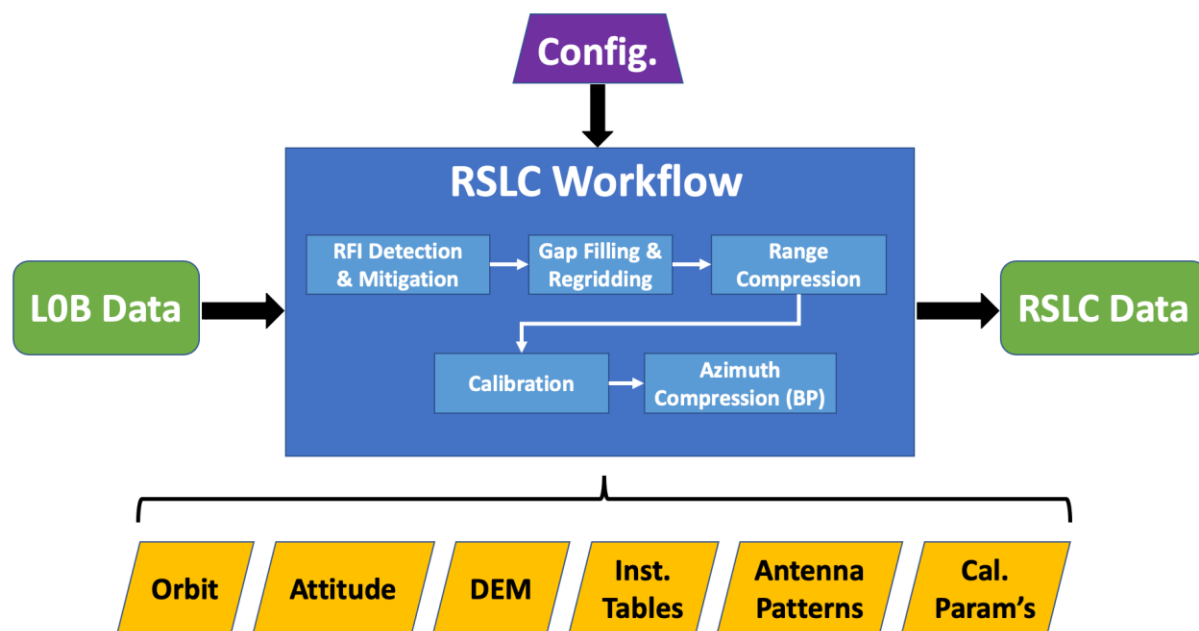 Config.
RSLC Workflow
RFI Detection
& Mitigation
Gap Filling &
Regridding
Range
Compression
L0B Data
RSLC Data
Calibration
Azimuth
Compression (BP)
Orbit
Attitude
DEM
Inst.
Tables
Antenna
Patterns
Cal.
Param's